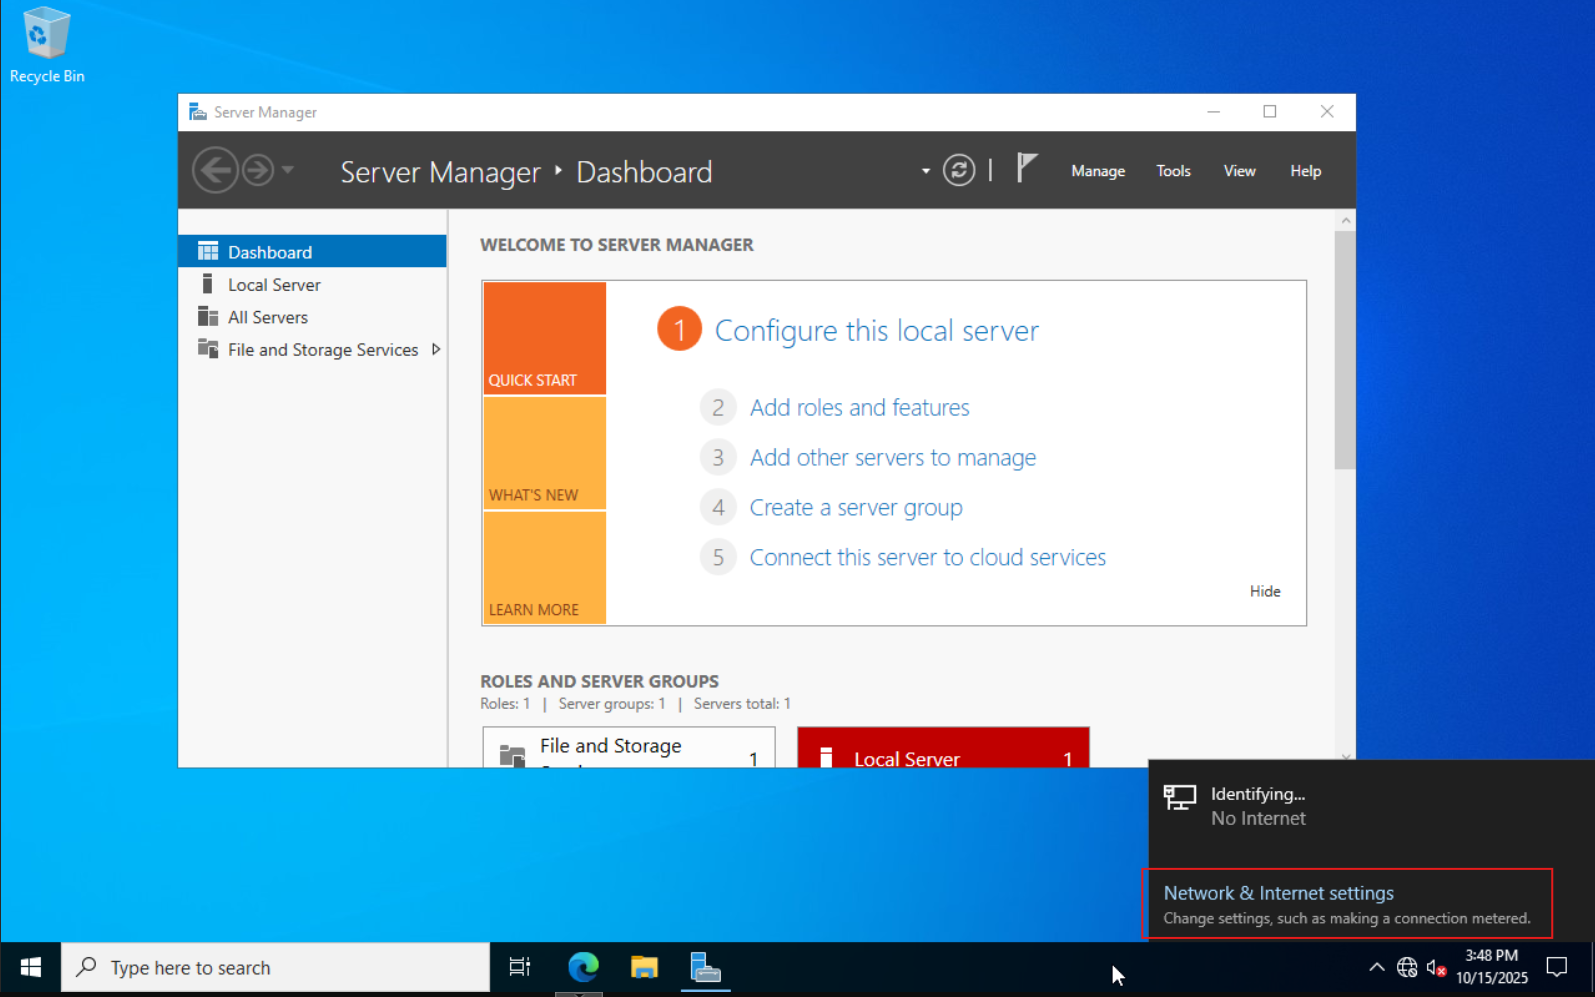 Recycle Bin
Server Manager
Server Manager Dashboard
Manage Tools View Help
Dashboard
Local Server
All Servers
File and Storage Services
WELCOME TO SERVER MANAGER
QUICK START
WHAT'S NEW
LEARN MORE
1 Configure this local server
2 Add roles and features
3 Add other servers to manage
4 Create a server group
5 Connect this server to cloud services
Hide
ROLES AND SERVER GROUPS
Roles: 1 | Server groups: 1 | Servers total: 1
File and Storage
1
Local Server 1
Identifying...
No Internet
Network & Internet settings
Change settings, such as making a connection metered.
Type here to search
3:48 PM
10/15/2025